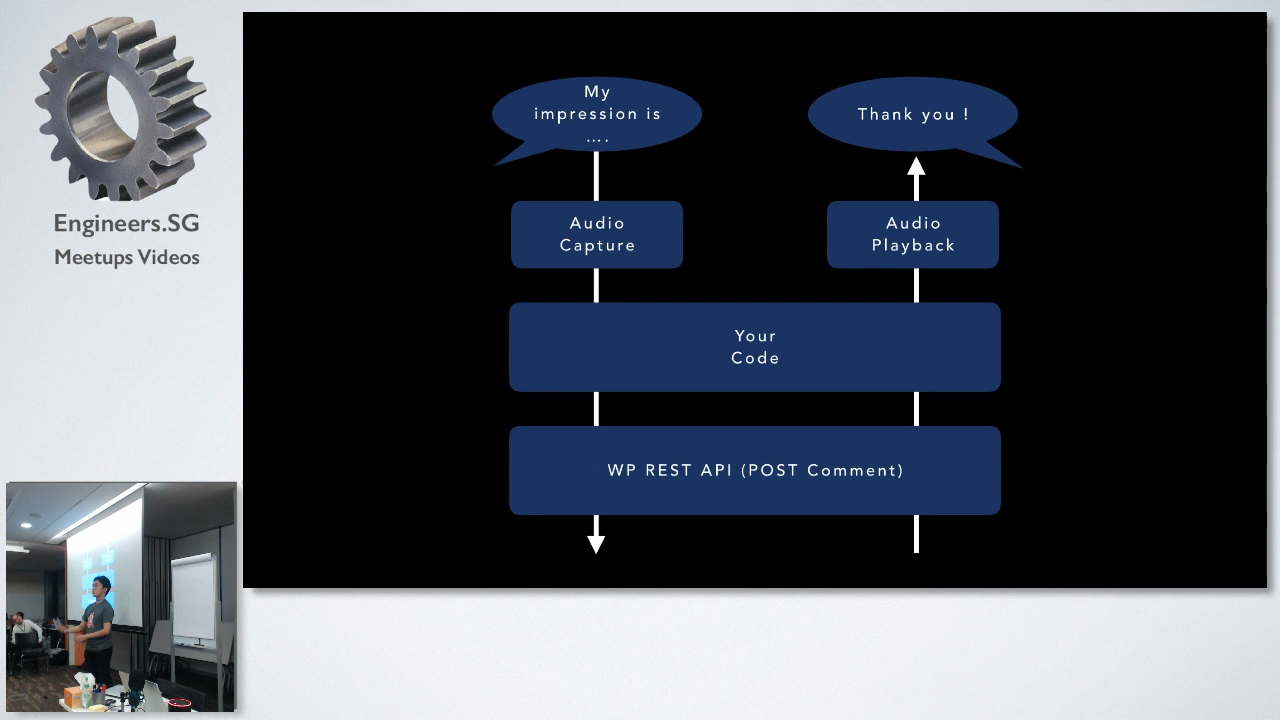 Engineers.SG
Meetups Videos
My
impression is
....
Thank you !
Audio
Capture
Audio
Playback
Your
Code
WP REST API (POST Comment)